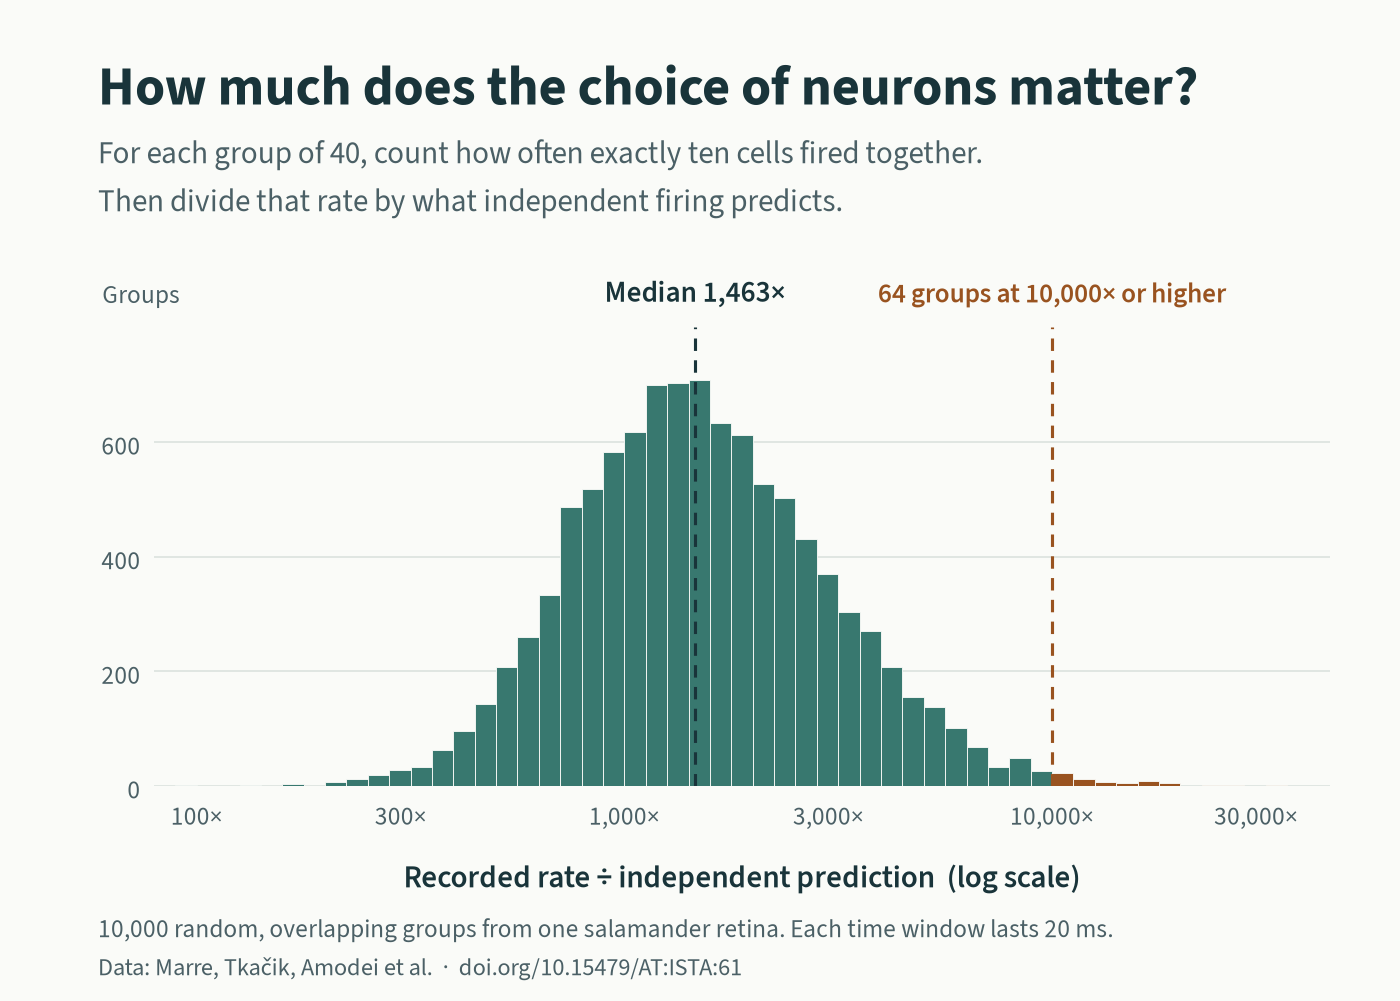 How much does the choice of neurons matter?
For each group of 40, count how often exactly ten cells fired together.
Then divide that rate by what independent firing predicts.
Groups
Median 1,463×
64 groups at 10,000× or higher
600
400
200
0
100×
300×
1,000×
3,000×
10,000×
30,000×
Recorded rate ÷ independent prediction (log scale)
10,000 random, overlapping groups from one salamander retina. Each time window lasts 20 ms.
Data: Marre, Tkačik, Amodei et al. · doi.org/10.15479/AT:ISTA:61